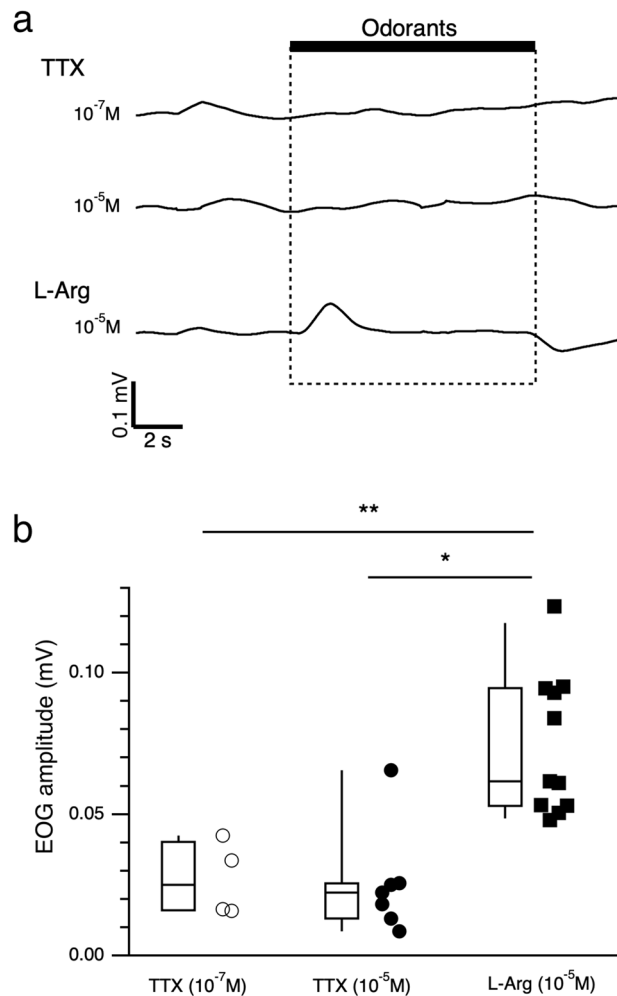 a
Odorants
TTX
10⁻⁷M
10⁻⁵M
L-Arg
10⁻⁵M
0.1 mV
2 s
b
**
*
EOG amplitude (mV)
0.10
0.05
0.00
TTX (10⁻⁷M) TTX (10⁻⁵M) L-Arg (10⁻⁵M)